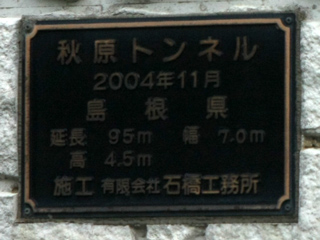 秋原トンネル
2004年11月
島根県
延長 95m 幅 7.0m
高 4.5m
施工 有限会社 石橋工務所